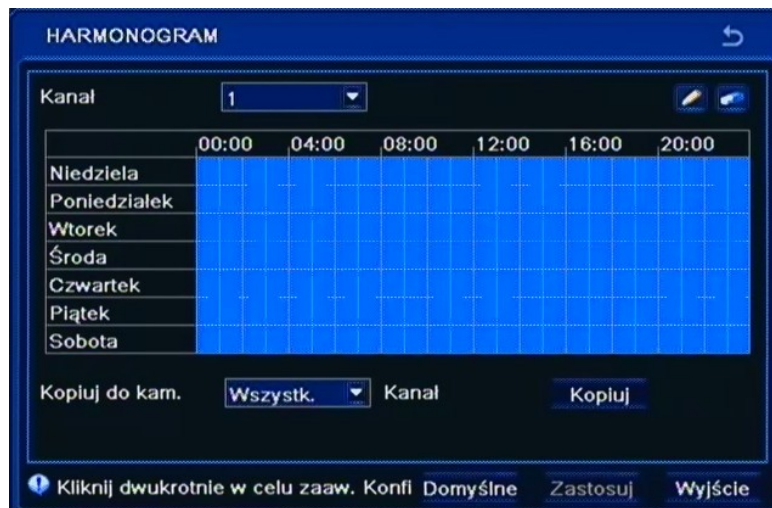 HARMONOGRAM
Kanał 1
00:00 04:00 08:00 12:00 16:00 20:00
Niedziela
Poniedziałek
Wtorek
Środa
Czwartek
Piątek
Sobota
Kopiuj do kam. Wszystk. Kanał Kopiuj
Kliknij dwukrotnie w celu zaaw. Konfi Domyślne Zastosuj Wyjście